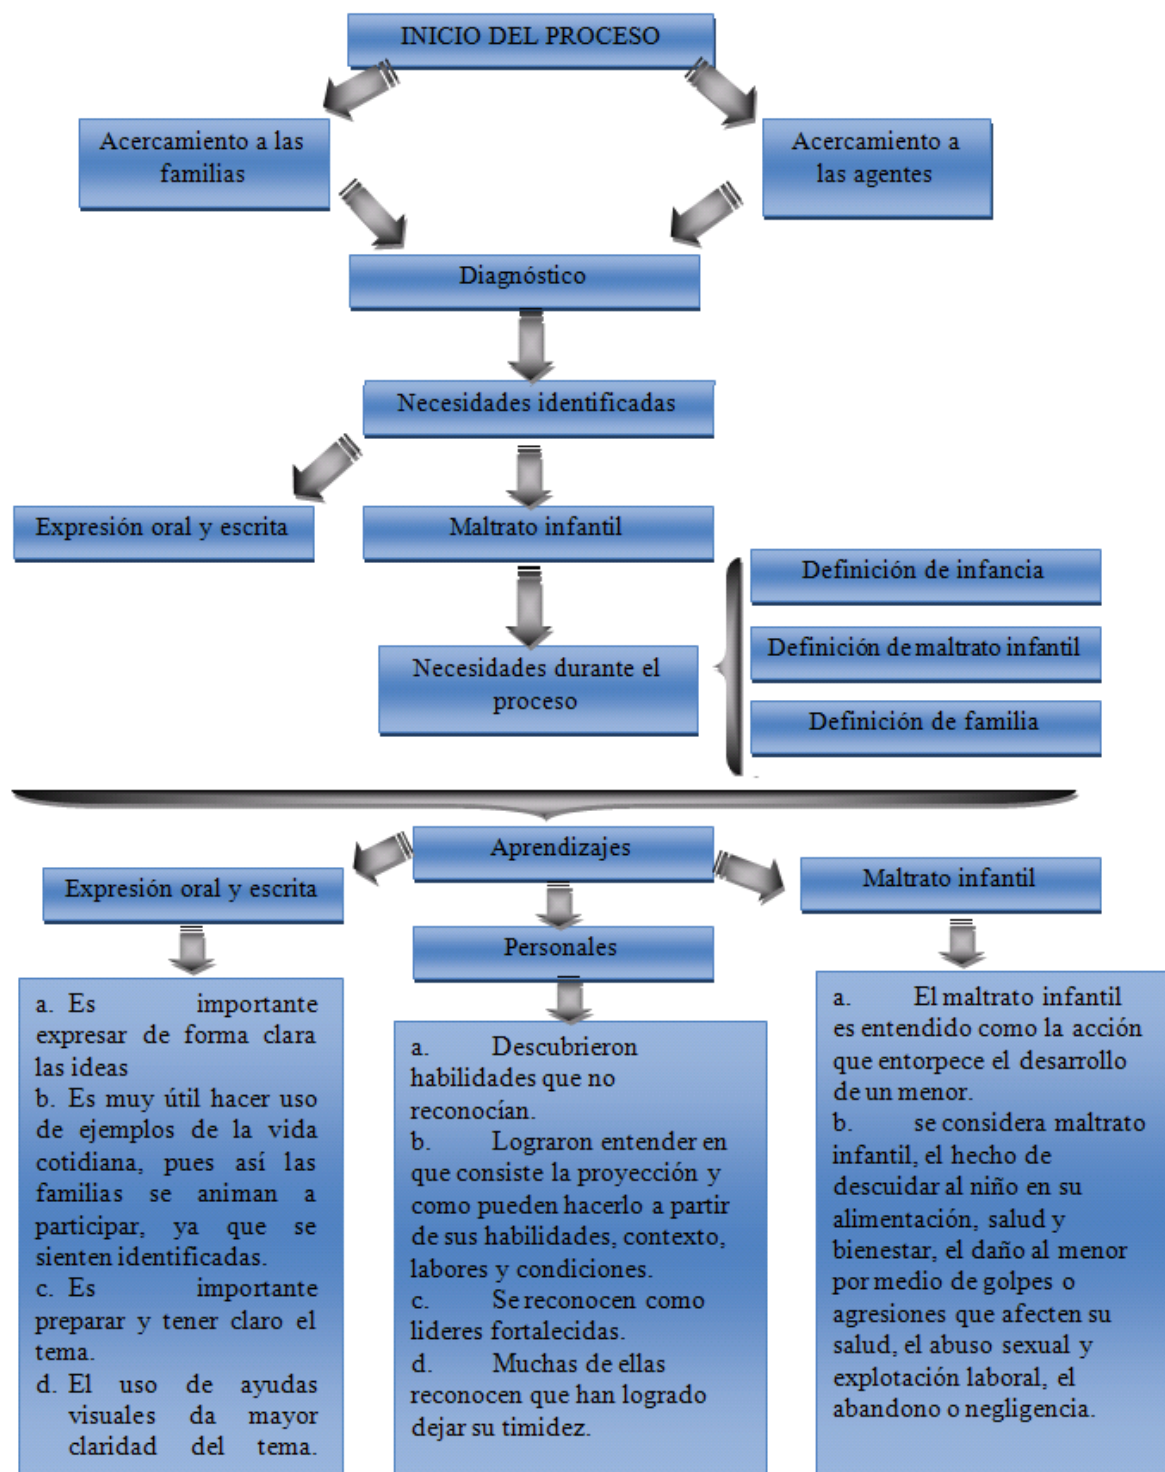 INICIO DEL PROCESO
Acercamiento a las
familias
Acercamiento a
las agentes
Diagnóstico
Necesidades identificadas
Expresión oral y escrita
Maltrato infantil
Necesidades durante el
proceso
Definición de infancia
Definición de maltrato infantil
Definición de familia
Aprendizajes
Expresión oral y escrita
Personales
Maltrato infantil
a. Es importante
expresar de forma clara
las ideas
b. Es muy útil hacer uso
de ejemplos de la vida
cotidiana, pues así las
familias se animan a
participar, ya que se
sienten identificadas.
c. Es importante
preparar y tener claro el
tema.
d. El uso de ayudas
visuales da mayor
claridad del tema.
a. Descubrieron
habilidades que no
reconocían.
b. Lograron entender en
que consiste la proyección y
como pueden hacerlo a partir
de sus habilidades, contexto,
labores y condiciones.
c. Se reconocen como
lideres fortalecidas.
d. Muchas de ellas
reconocen que han logrado
dejar su timidez.
a. El maltrato infantil
es entendido como la acción
que entorpece el desarrollo
de un menor.
b. se considera maltrato
infantil, el hecho de
descuidar al niño en su
alimentación, salud y
bienestar, el daño al menor
por medio de golpes o
agresiones que afecten su
salud, el abuso sexual y
explotación laboral, el
abandono o negligencia.